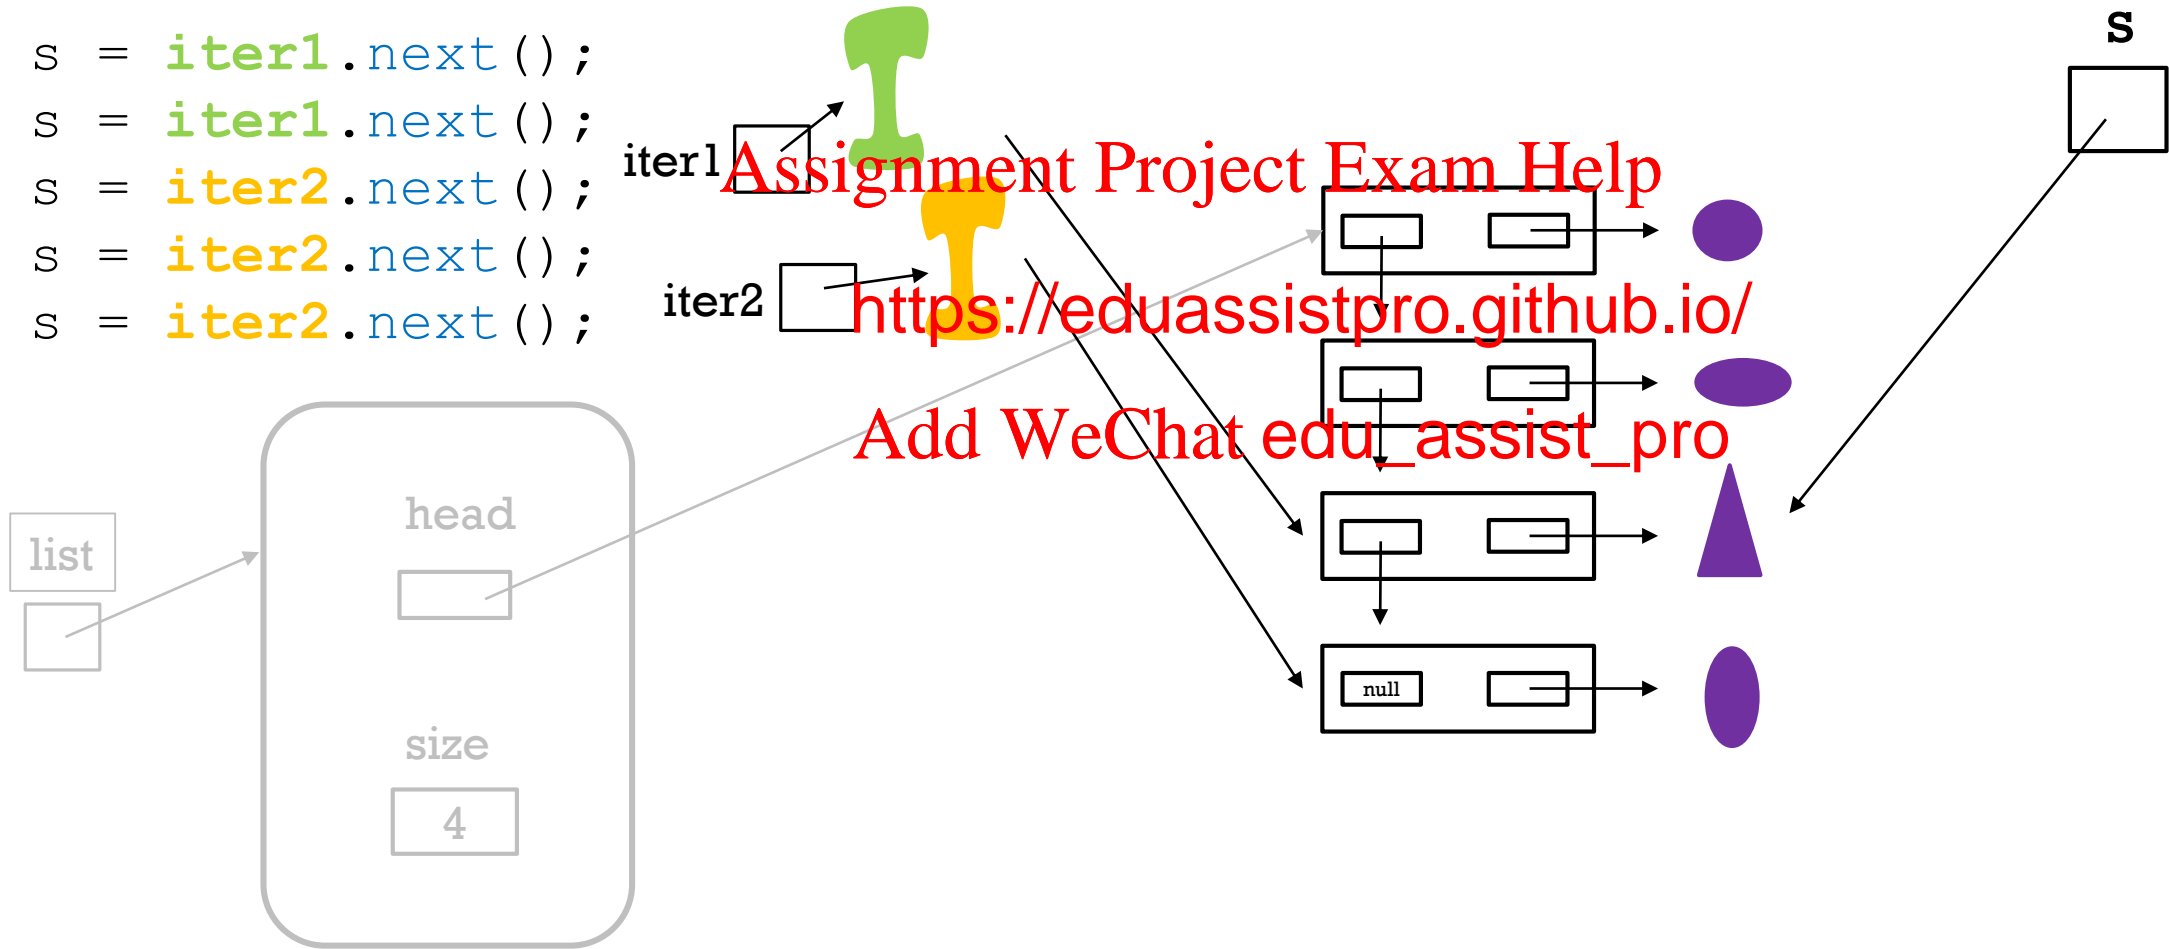 s = iter1.next();
s = iter1.next();
s = iter2.next();
s = iter2.next();
s = iter2.next();
s
iter1
Assignment Project Exam Help
iter2
https://eduassistpro.github.io/
Add WeChat edu_assist_pro
list
head
null
size
4